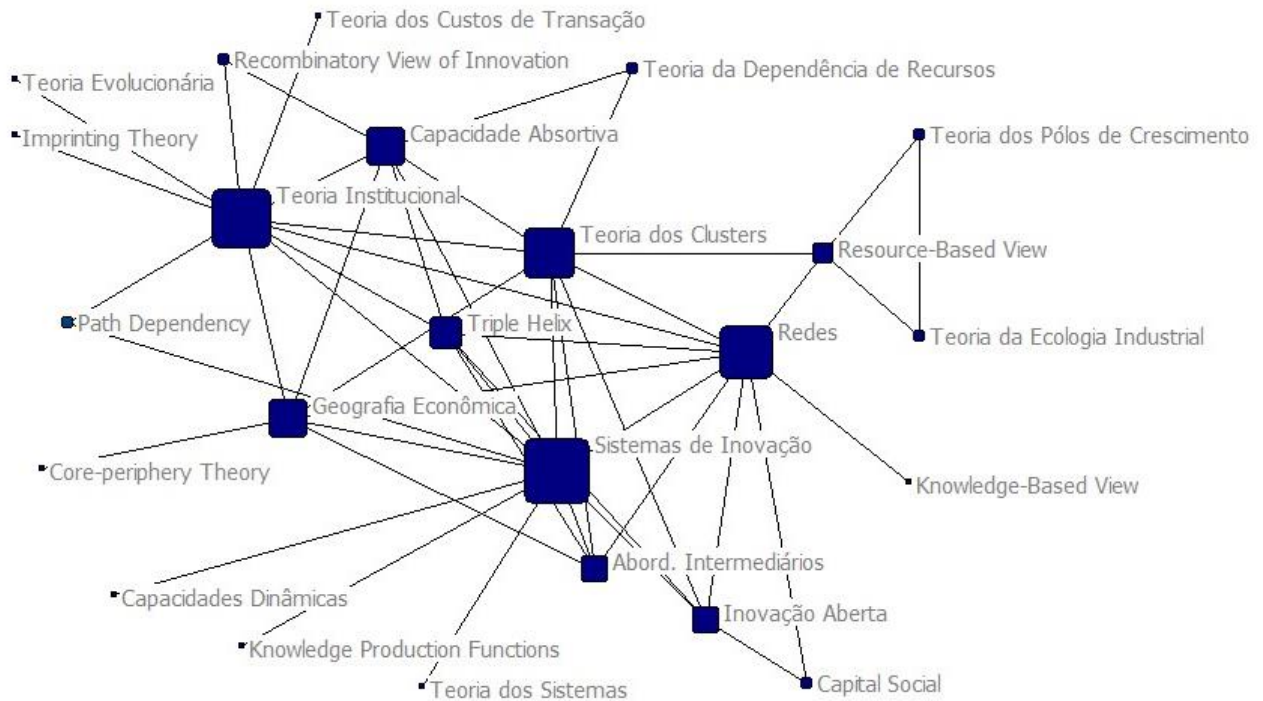 Teoria dos Custos de Transação
Recombinatory View of Innovation
Teoria da Dependência de Recursos
Teoria Evolucionária
Capacidade Absortiva
Teoria dos Pólos de Crescimento
Imprinting Theory
Teoria Institucional
Teoria dos Clusters
Resource-Based View
Path Dependency
Triple Helix
Redes
Teoria da Ecologia Industrial
Geografia Econômica
Sistemas de Inovação
Core-periphery Theory
Knowledge-Based View
Abord. Intermediários
Capacidades Dinâmicas
Inovação Aberta
Knowledge Production Functions
Capital Social
Teoria dos Sistemas